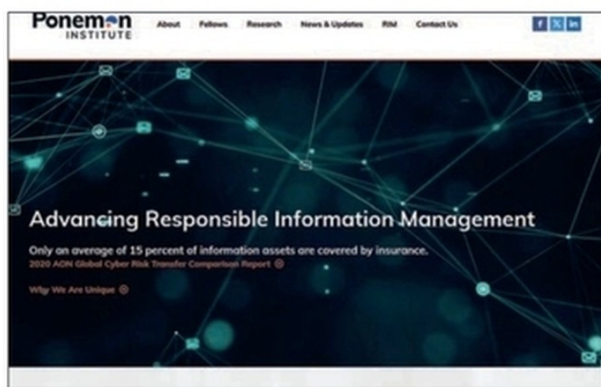 Ponemon
INSTITUTE
About Fellows Research News & Updates RIM Contact Us
Advancing Responsible Information Management
Only an average of 15 percent of information assets are covered by insurance.
2020 AON Global Cyber Risk Transfer Comparison Report
Why We Are Unique